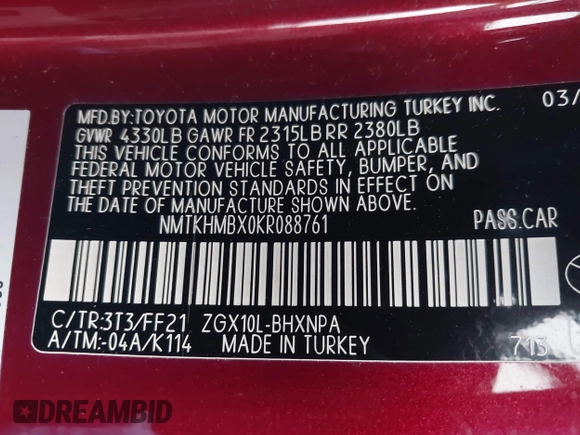 MFD.BY:TOYOTA MOTOR MANUFACTURING TURKEY INC. 03/
GVWR 4330LB GAWR FR 2315LB RR 2380LB
THIS VEHICLE CONFORMS TO ALL APPLICABLE
FEDERAL MOTOR VEHICLE SAFETY, BUMPER, AND
THEFT PREVENTION STANDARDS IN EFFECT ON
THE DATE OF MANUFACTURE SHOWN ABOVE.
NMTKHMBX0KR088761 PASS.CAR
C/TR:3T3/FF21 ZGX10L-BHXNPA
A/TM:-04A/K114 MADE IN TURKEY 713
DREAMBID